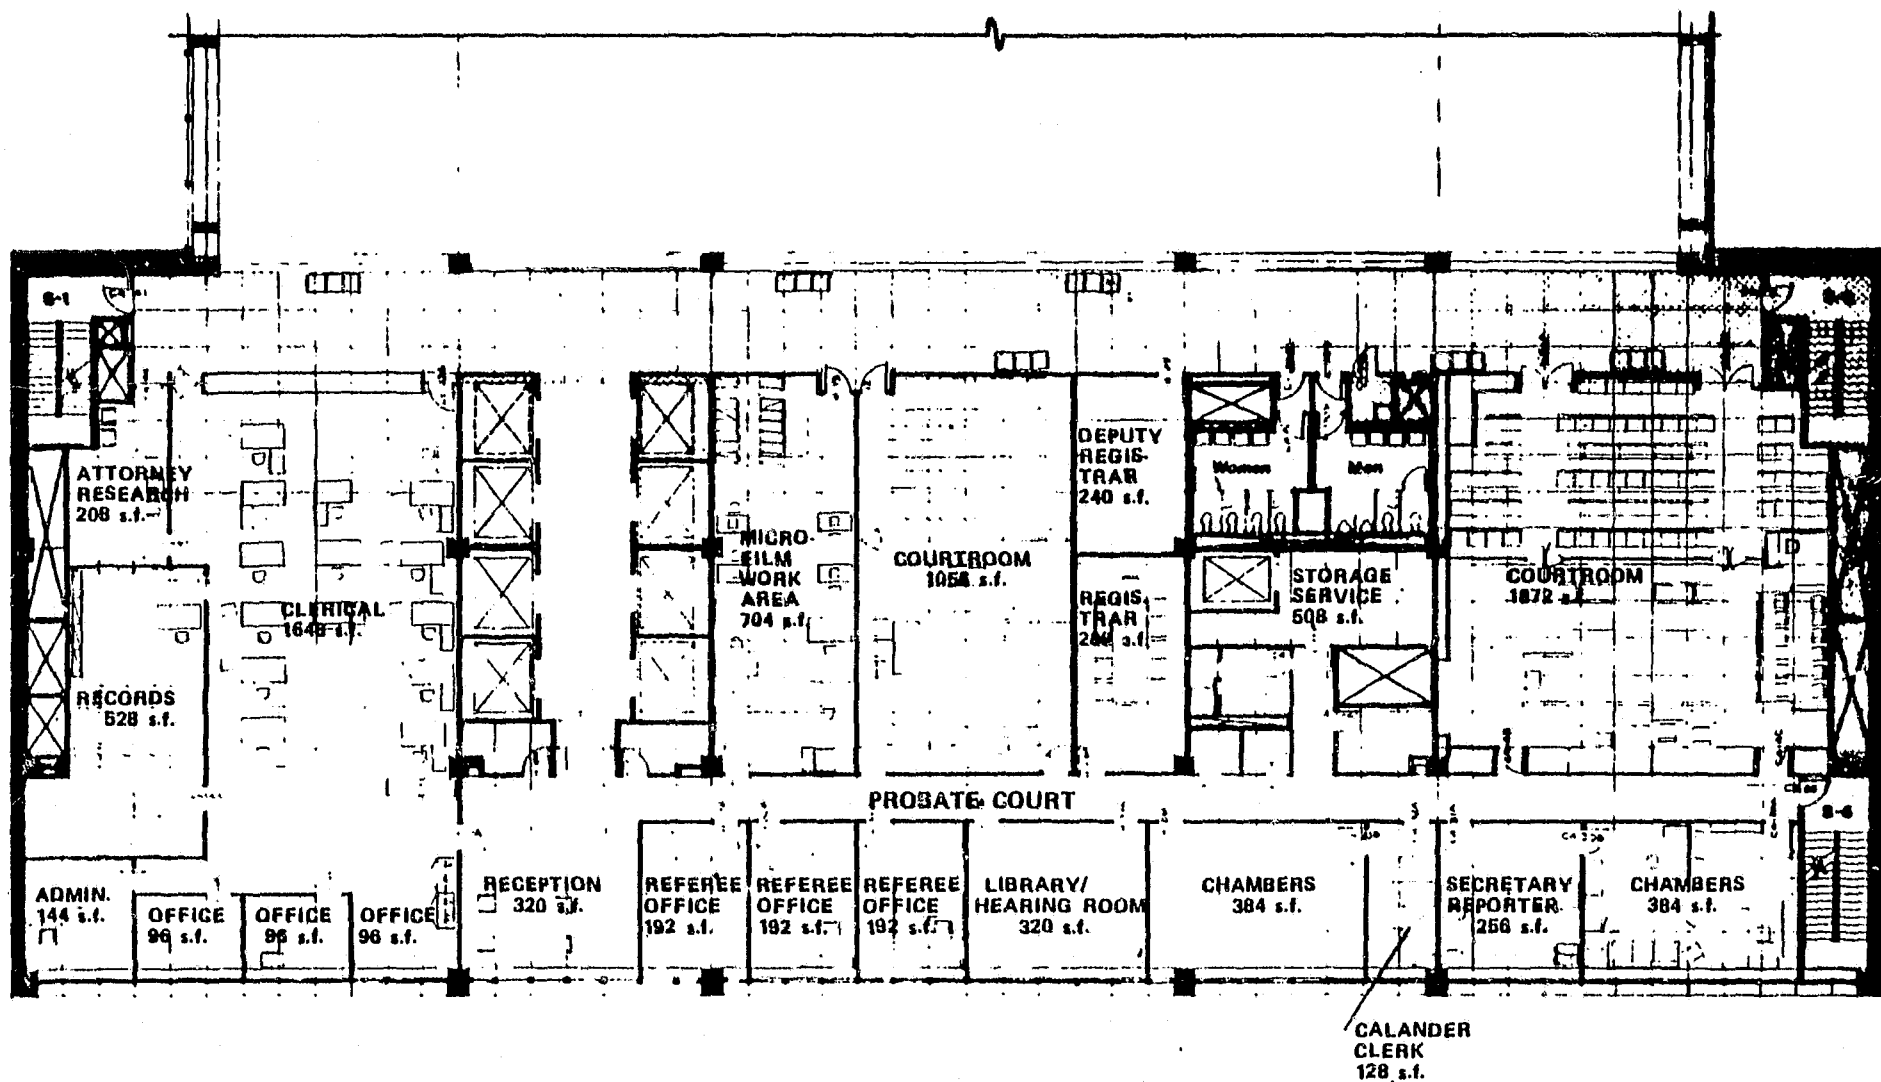 S-1
ATTORNEY
RESEARCH
208 s.f.
CLERICAL
RECORDS
528 s.f.
MICRO-
FILM
WORK
AREA
704 s.f.
COURTROOM
s.f.
DEPUTY
REGIS-
TRAR
240 s.f.
REGIS-
TRAR
s.f.
Women
Men
STORAGE
SERVICE
508 s.f.
COURTROOM
1872
PROBATE COURT
ADMIN.
144 s.f.
OFFICE
96 s.f.
OFFICE
96 s.f.
OFFICE
96 s.f.
RECEPTION
320 s.f.
REFEREE
OFFICE
192 s.f.
REFEREE
OFFICE
192 s.f.
REFEREE
OFFICE
192 s.f.
LIBRARY/
HEARING ROOM
320 s.f.
CHAMBERS
384 s.f.
SECRETARY
REPORTER
256 s.f.
CHAMBERS
384 s.f.
CALANDER
CLERK
128 s.f.